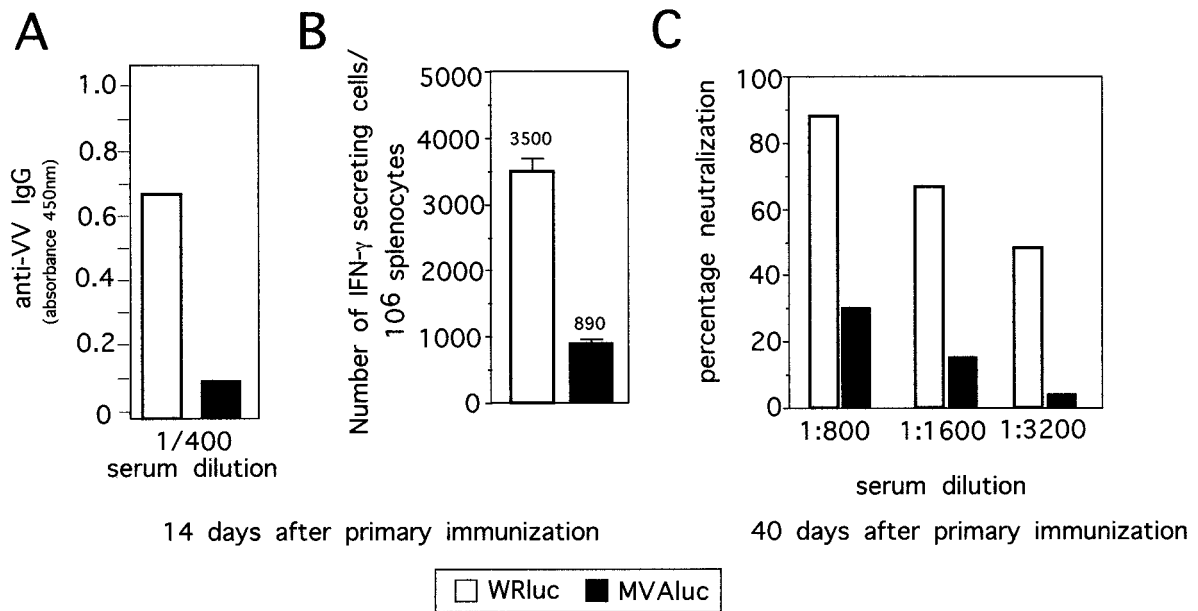 A
anti-VV IgG
(absorbance 450nm)
1.0
0.8
0.6
0.4
0.2
0
1/400
serum dilution
B
Number of IFN-γ secreting cells/
10⁶ splenocytes
5000
4000
3000
2000
1000
0
3500
890
14 days after primary immunization
C
percentage neutralization
100
80
60
40
20
0
1:800 1:1600 1:3200
serum dilution
40 days after primary immunization
WRluc MVAluc